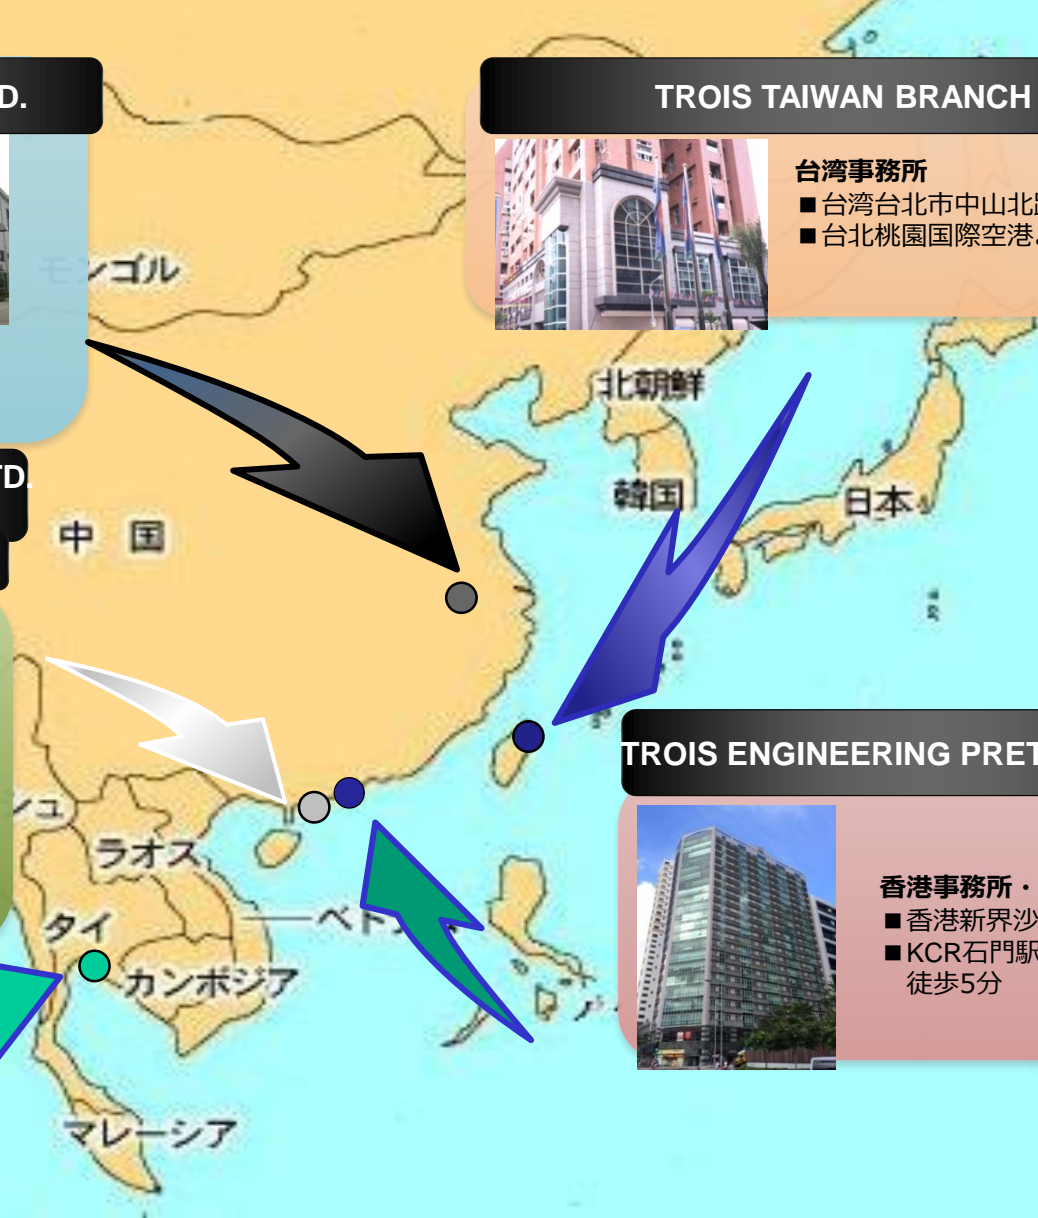 D.
TROIS TAIWAN BRANCH
台湾事務所
■台湾台北市中山北
■台北桃園国際空港
モンゴル
北朝鮮
TD.
韓国
日本
中 国
TROIS ENGINEERING PRET
シュ
ラオス
香港事務所・
■香港新界沙
タイ
ベト
■KCR石門駅
カンボジア
徒歩5分
マレーシア